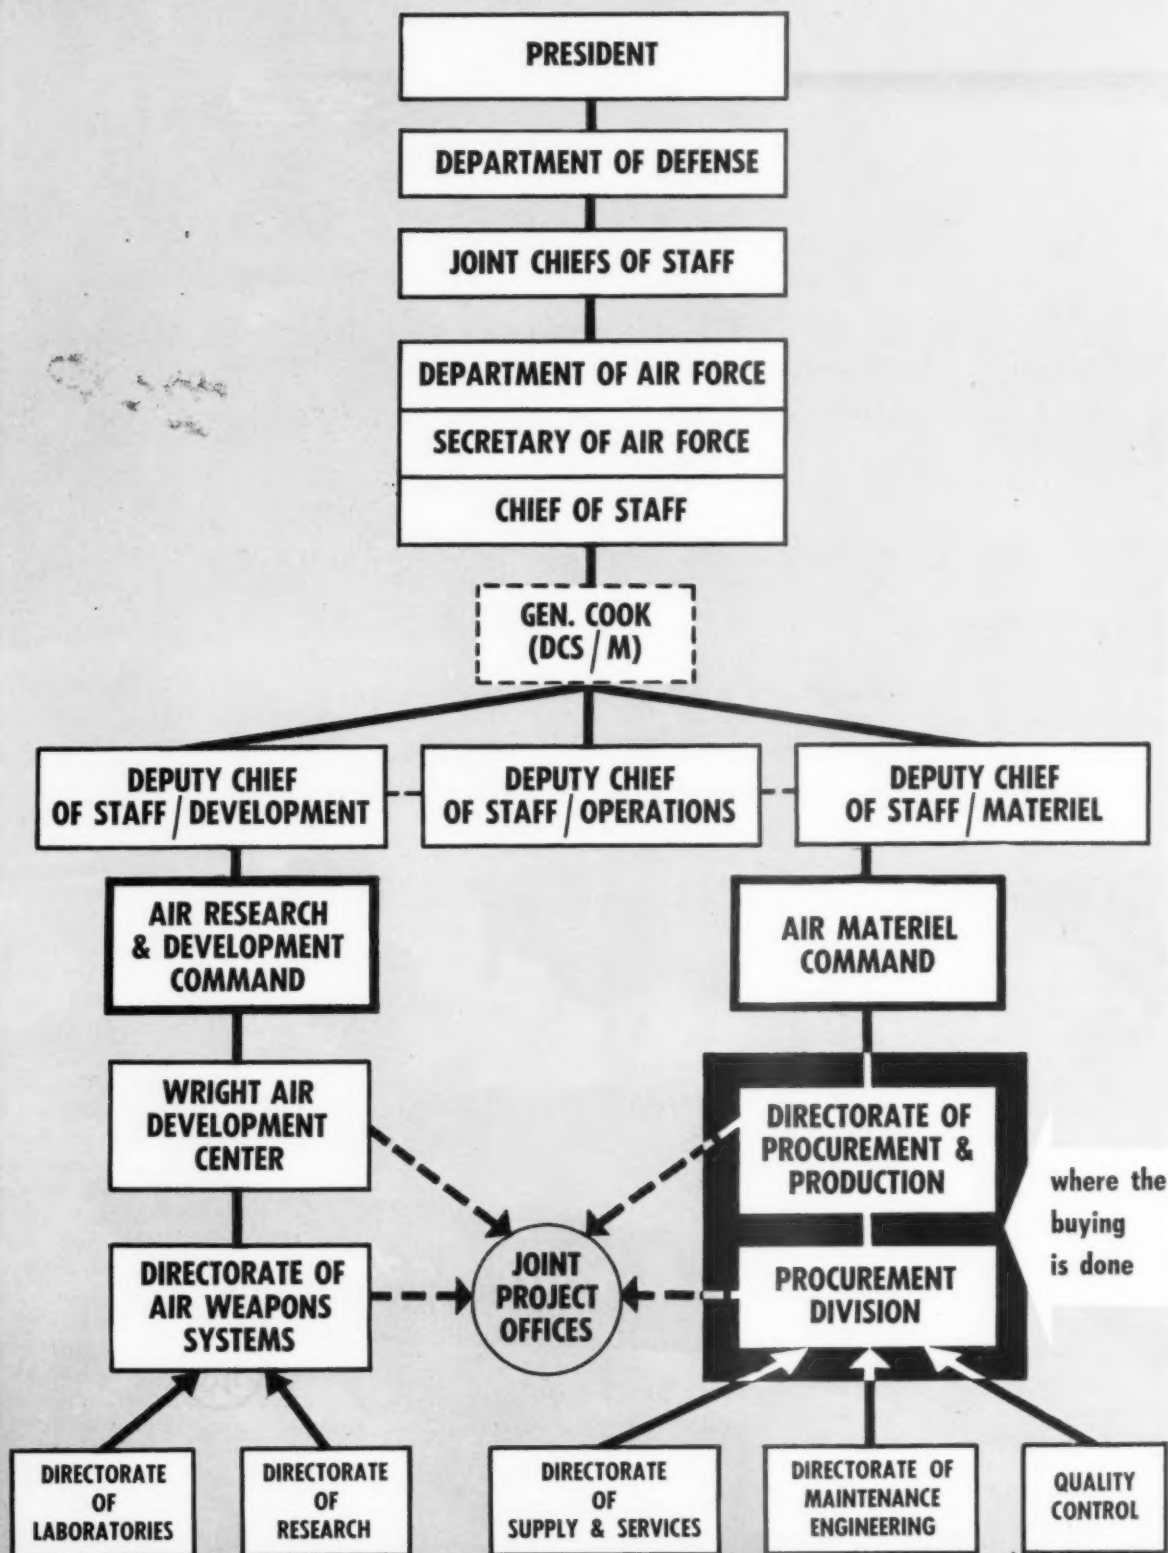 PRESIDENT
DEPARTMENT OF DEFENSE
JOINT CHIEFS OF STAFF
DEPARTMENT OF AIR FORCE
SECRETARY OF AIR FORCE
CHIEF OF STAFF
GEN. COOK
(DCS/M)
DEPUTY CHIEF
OF STAFF/DEVELOPMENT
DEPUTY CHIEF
OF STAFF/OPERATIONS
DEPUTY CHIEF
OF STAFF/MATERIEL
AIR RESEARCH
& DEVELOPMENT
COMMAND
AIR MATERIEL
COMMAND
WRIGHT AIR
DEVELOPMENT
CENTER
DIRECTORATE OF
PROCUREMENT &
PRODUCTION
where the
buying
is done
DIRECTORATE OF
AIR WEAPONS
SYSTEMS
JOINT
PROJECT
OFFICES
PROCUREMENT
DIVISION
DIRECTORATE
OF
LABORATORIES
DIRECTORATE
OF
RESEARCH
DIRECTORATE
OF
SUPPLY & SERVICES
DIRECTORATE OF
MAINTENANCE
ENGINEERING
QUALITY
CONTROL